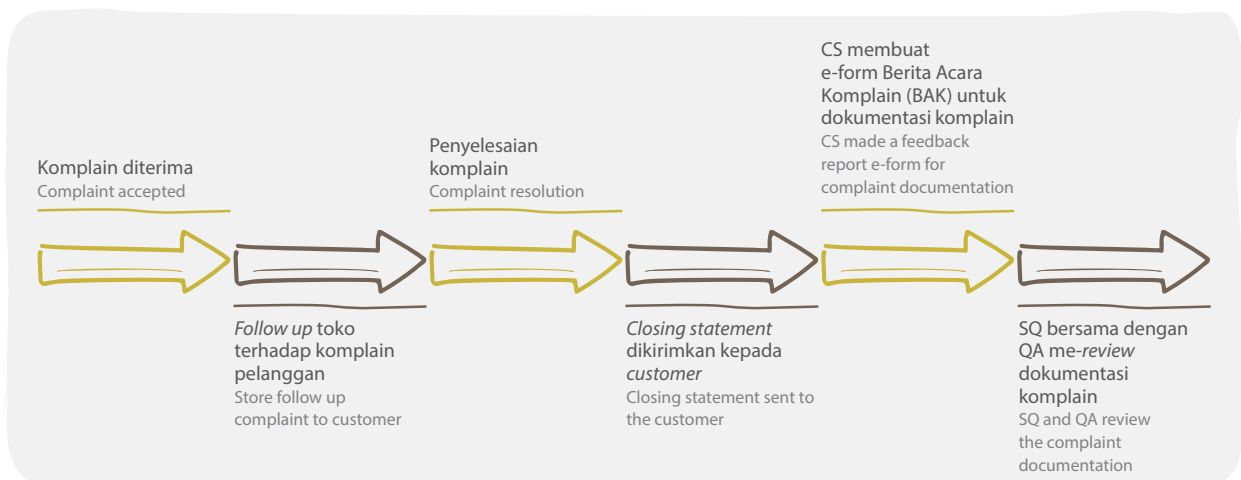 Komplain diterima
Complaint accepted
Follow up toko
terhadap komplain
pelanggan
Store follow up
complaint to customer
Penyelesaian
komplain
Complaint resolution
Closing statement
dikirimkan kepada
customer
Closing statement sent to
the customer
CS membuat
e-form Berita Acara
Komplain (BAK) untuk
dokumentasi komplain
CS made a feedback
report e-form for
complaint documentation
SQ bersama dengan
QA me-review
dokumentasi
komplain
SQ and QA review
the complaint
documentation